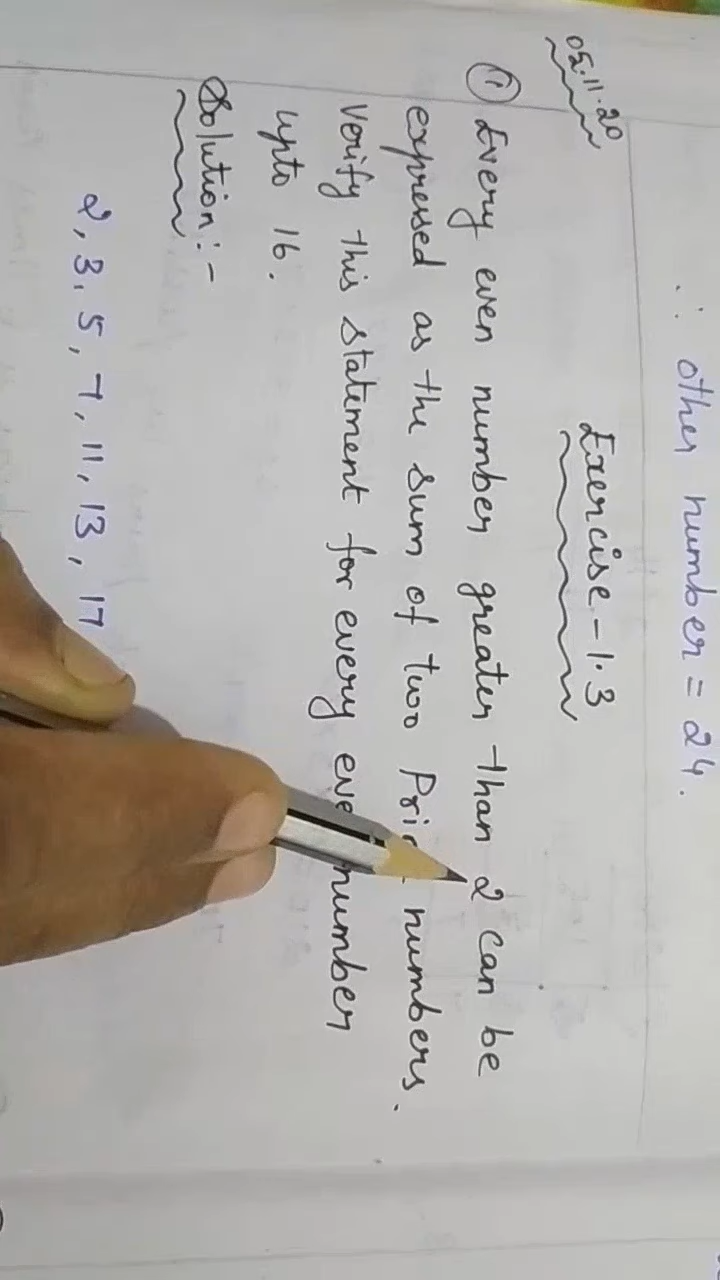 ∴ other number = 24.
05.11.20
Exercise - 1.3
① Every even number greater than 2 can be
expressed as the sum of two numbers.
Verify this statement for every number
upto 16.
Solution:-
2, 3, 5, 7, 11, 13, 17